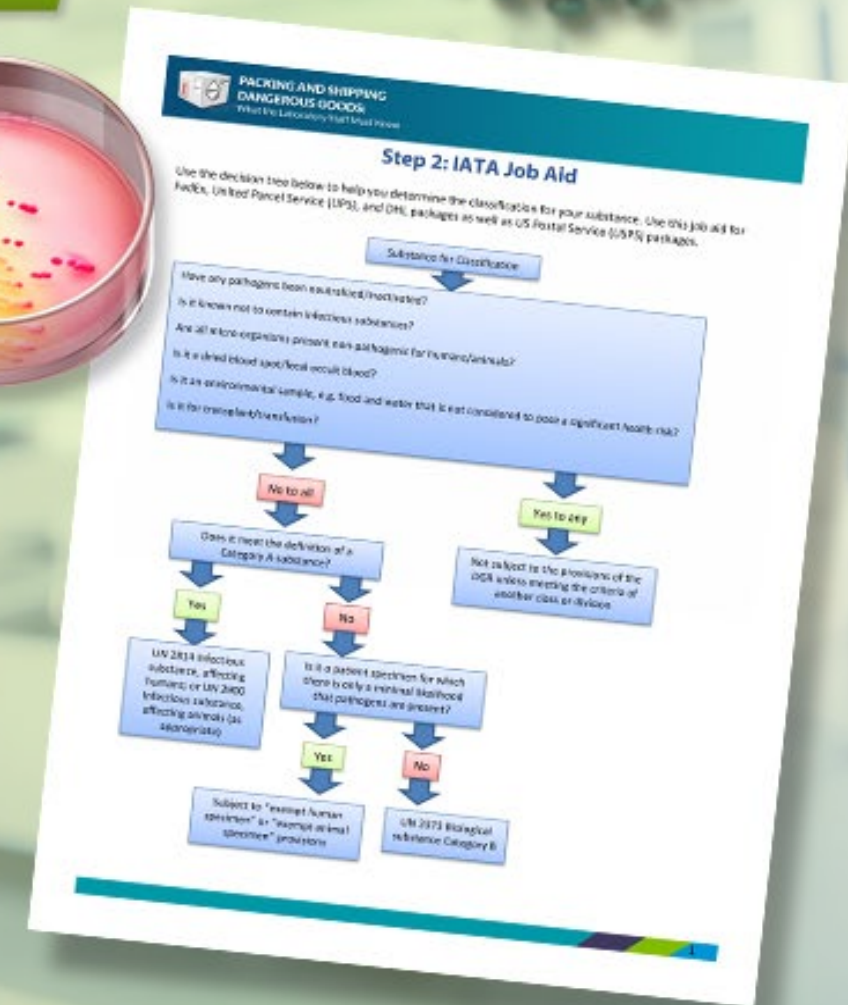 PACKING AND SHIPPING
DANGEROUS GOODS:
What the Laboratory Staff Must Know
Step 2: IATA Job Aid
Use the decision tree below to help you determine the classification for your substance. Use this job aid for
FedEx, United Parcel Service (UPS), and DHL packages as well as US Postal Service (USPS) packages.
Substance for Classification
Have any pathogens been neutralized/inactivated?
Is it known not to contain infectious substances?
Are all micro-organisms present non-pathogenic for humans/animals?
Is it a dried blood spot/fecal occult blood?
Is it an environmental sample, e.g. food and water that is not considered to pose a significant health risk?
Is it for transplant/transfusion?
No to all
Yes to any
Does it meet the definition of a
Category A substance?
Not subject to the provisions of the
DGR unless meeting the criteria of
another class or division
Yes
No
UN 2814 Infectious
substance, affecting
humans; or UN 2900
Infectious substance,
affecting animals (as
appropriate)
Is it a patient specimen for which
there is only a minimal likelihood
that pathogens are present?
Yes
No
Subject to "exempt human
specimen" or "exempt animal
specimen" provisions
UN 3373 Biological
substance Category B
1